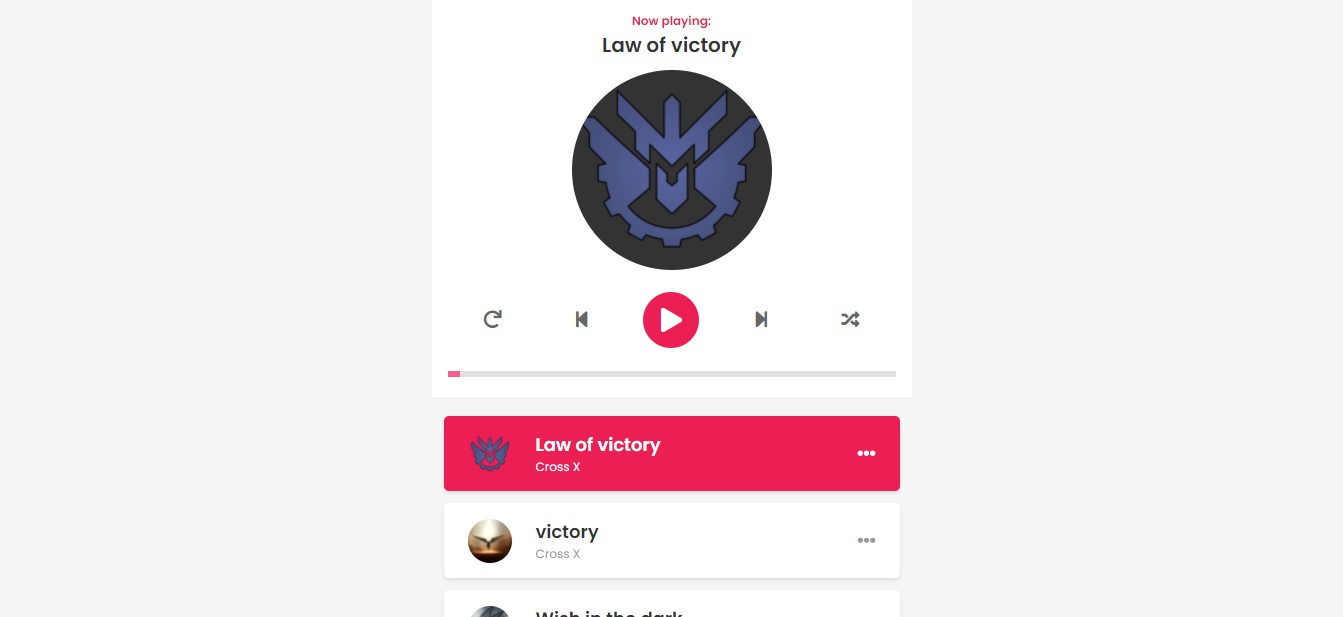 Now playing:
Law of victory
Law of victory
Cross X
victory
Cross X
Wish in the dark